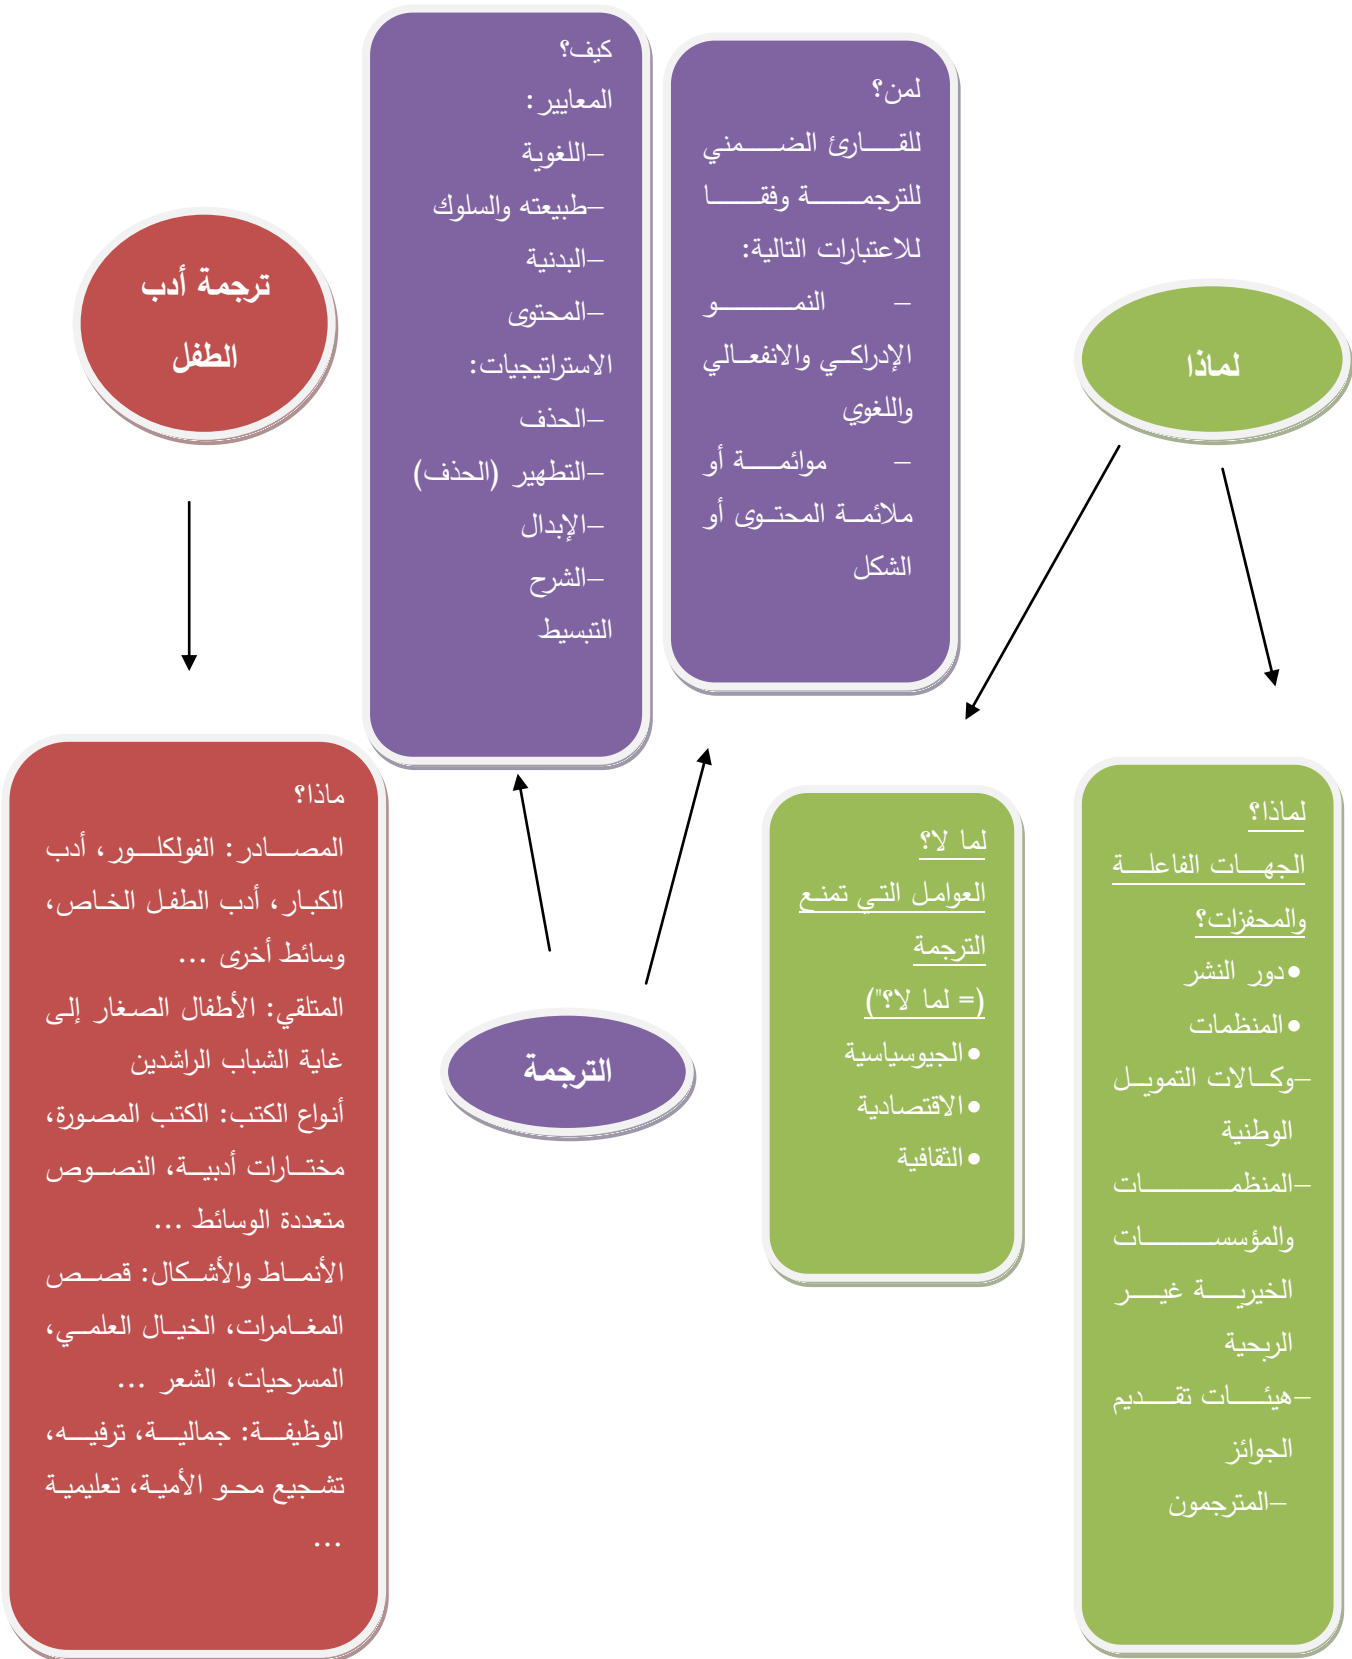 لماذا
لماذا؟
الجهات الفاعلة
والمحفزات؟
•دور النشر
•المنظمات
–وكالات التمويل
الوطنية
–المنظمات
والمؤسسات
الخيرية غير
الربحية
–هيئات تقديم
الجوائز
–المترجمون
لما لا؟
العوامل التي تمنع
الترجمة
(= لما لا؟")
•الجيوسياسية
•الاقتصادية
•الثقافية
لمن؟
للقارئ الضمني
للترجمة وفقا
للاعتبارات التالية:
– النمو
الإدراكي والانفعالي
واللغوي
– موائمة أو
ملائمة المحتوى أو
الشكل
كيف؟
المعايير:
–اللغوية
–طبيعته والسلوك
–البدنية
–المحتوى
الاستراتيجيات:
–الحذف
–التطهير (الحذف)
–الإبدال
–الشرح
التبسيط
الترجمة
ترجمة أدب
الطفل
ماذا؟
المصادر: الفولكلور، أدب
الكبار، أدب الطفل الخاص،
وسائط أخرى ...
المتلقي: الأطفال الصغار إلى
غاية الشباب الراشدين
أنواع الكتب: الكتب المصورة،
مختارات أدبية، النصوص
متعددة الوسائط ...
الأنماط والأشكال: قصص
المغامرات، الخيال العلمي،
المسرحيات، الشعر ...
الوظيفة: جمالية، ترفيه،
تشجيع محو الأمية، تعليمية
...